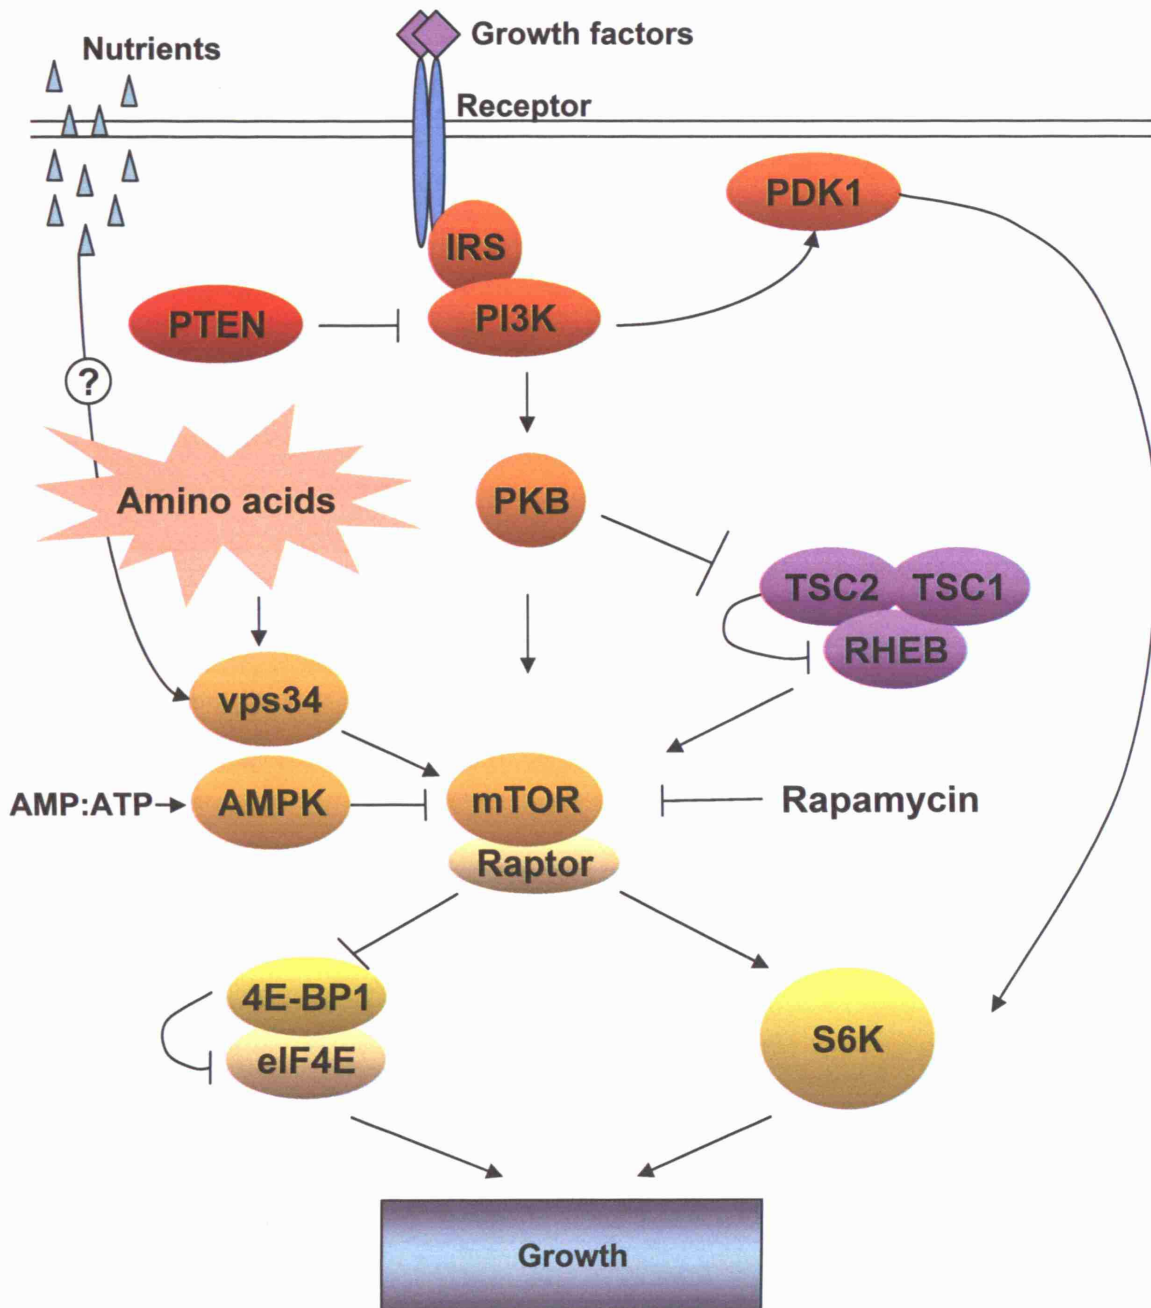 Growth factors
Nutrients
Receptor
PDK1
IRS
PTEN
PI3K
?
Amino acids
PKB
TSC2
TSC1
RHEB
vps34
AMP:ATP
AMPK
mTOR
Rapamycin
Raptor
4E-BP1
S6K
eIF4E
Growth